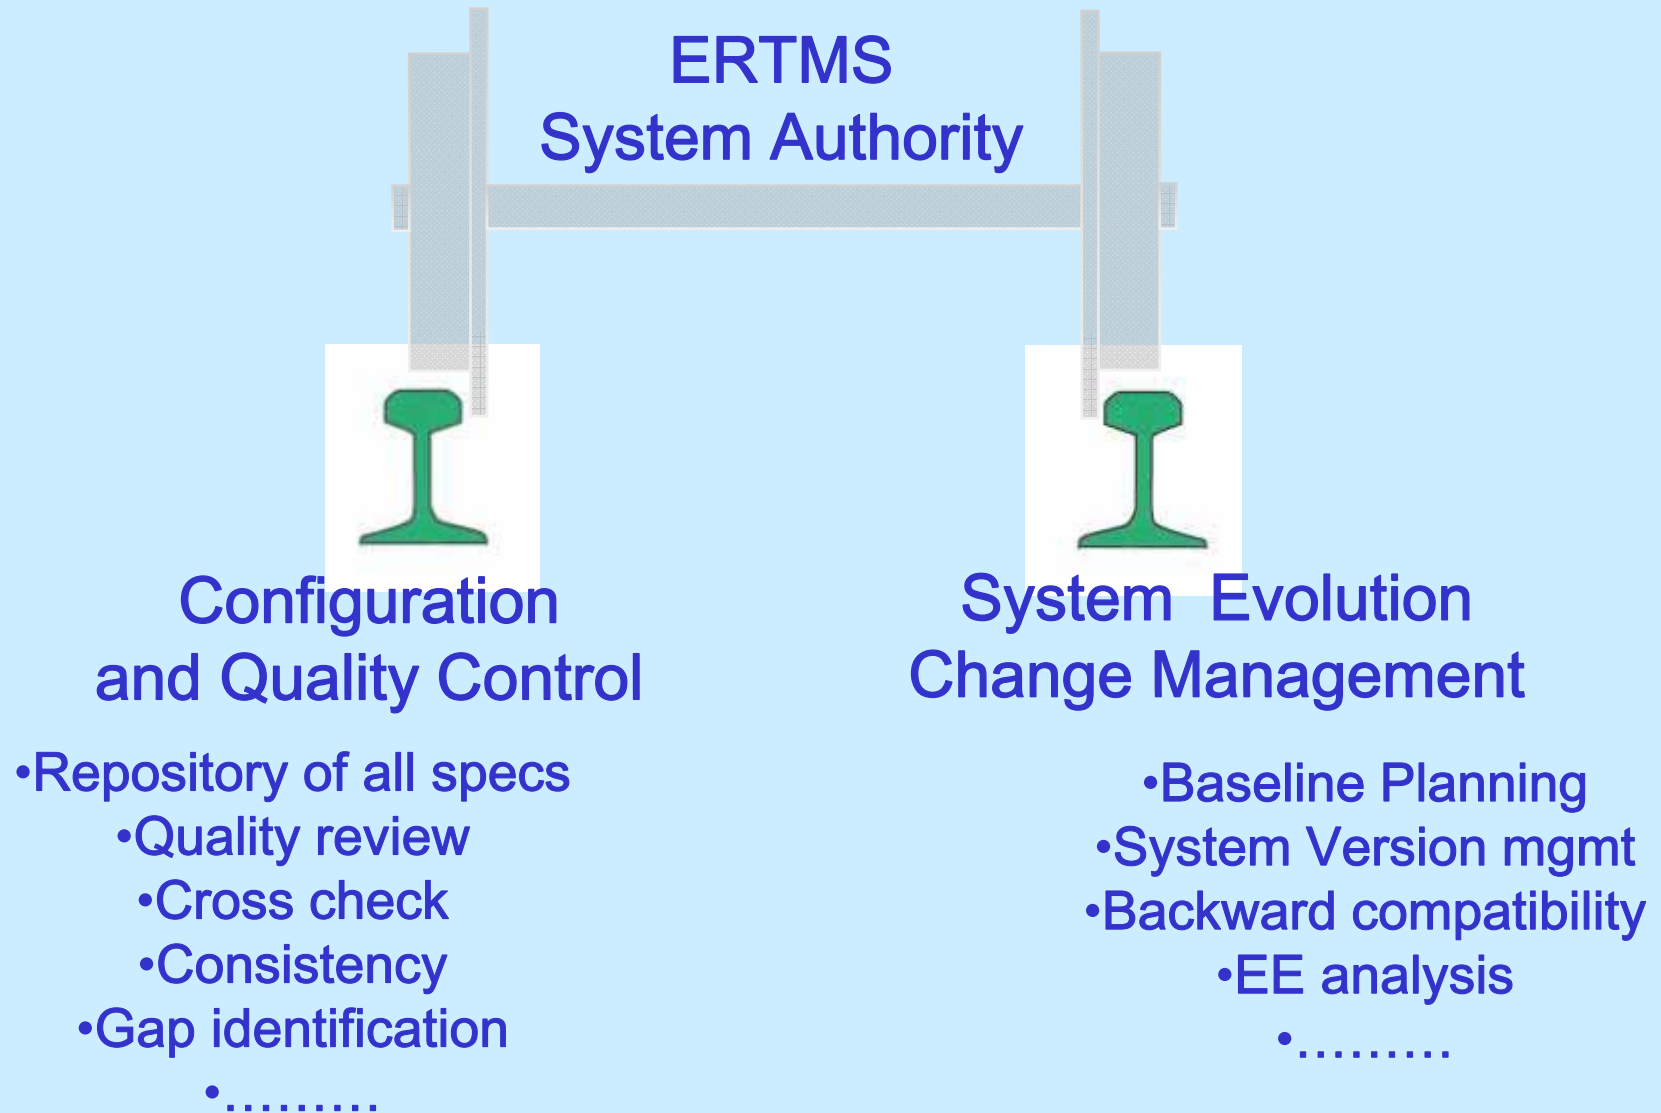 ERTMS
System Authority
Configuration
and Quality Control
•Repository of all specs
•Quality review
•Cross check
•Consistency
•Gap identification
•………
System Evolution
Change Management
•Baseline Planning
•System Version mgmt
•Backward compatibility
•EE analysis
•………